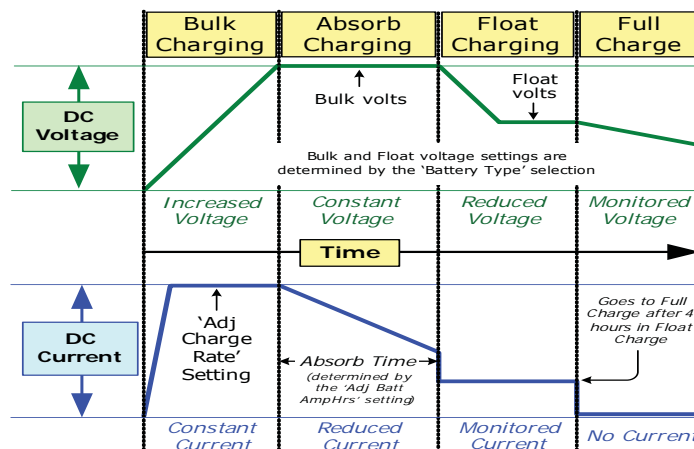 Bulk
Charging
Absorb
Charging
Float
Charging
Full
Charge
DC
Voltage
Bulk volts
Float
volts
Bulk and Float voltage settings are
determined by the 'Battery Type' selection
Increased
Voltage
Constant
Voltage
Reduced
Voltage
Monitored
Voltage
Time
DC
Current
'Adj
Charge
Rate'
Setting
Absorb Time
(determined by
the 'Adj Batt
AmpHrs' setting)
Goes to Full
Charge after 4
hours in Float
Charge
Constant
Current
Reduced
Current
Monitored
Current
No Current